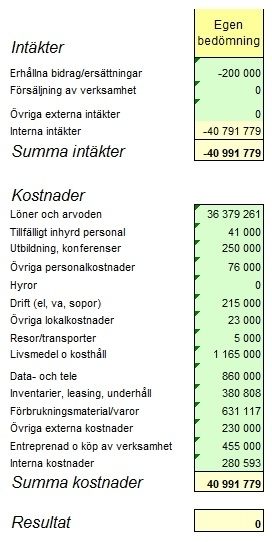 Egen
bedömning
Intäkter
Erhållna bidrag/ersättningar -200 000
Försäljning av verksamhet 0
Övriga externa intäkter 0
Interna intäkter -40 791 779
Summa intäkter -40 991 779
Kostnader
Löner och arvoden 36 379 261
Tillfälligt inhyrd personal 41 000
Utbildning, konferenser 250 000
Övriga personalkostnader 76 000
Hyror 0
Drift (el, va, sopor) 215 000
Övriga lokalkostnader 23 000
Resor/transporter 5 000
Livsmedel o kosthåll 1 165 000
Data- och tele 860 000
Inventarier, leasing, underhåll 380 808
Förbrukningsmaterial/varor 631 117
Övriga externa kostnader 230 000
Entreprenad o köp av verksamhet 455 000
Interna kostnader 280 593
Summa kostnader 40 991 779
Resultat 0